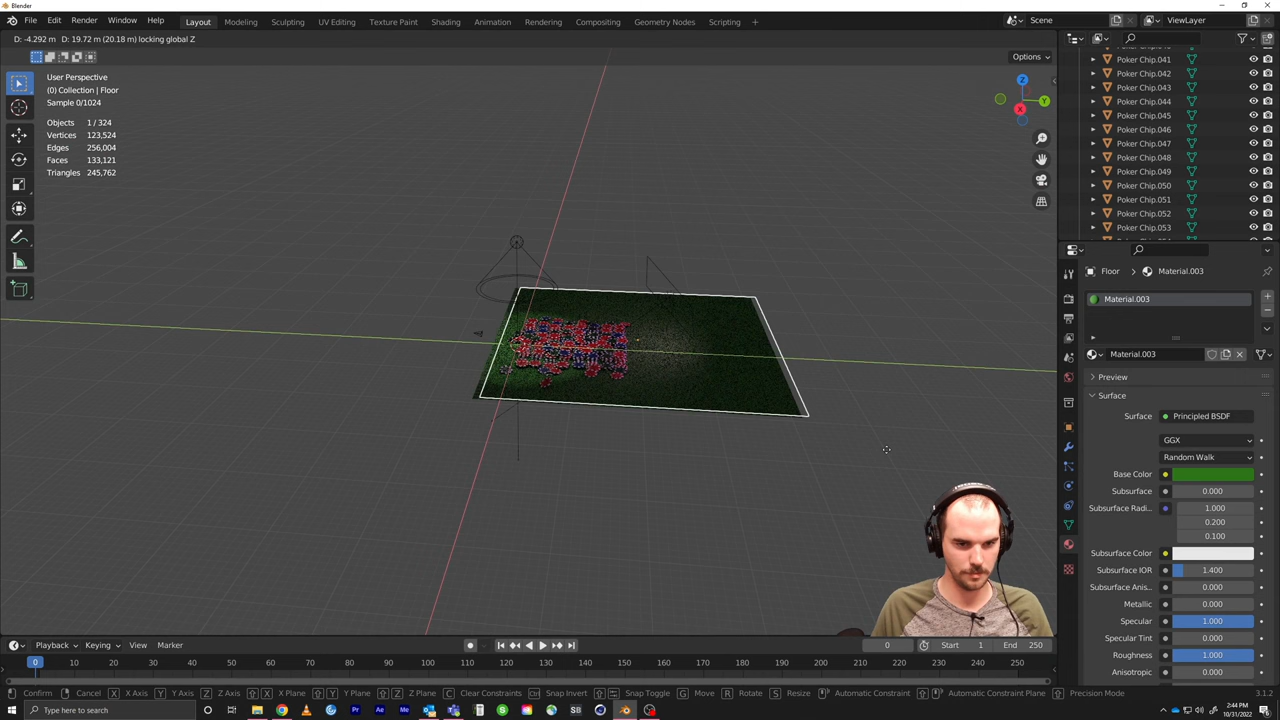 Blender
File Edit Render Window Help Layout Modeling Sculpting UV Editing Texture Paint Shading Animation Rendering Compositing Geometry Nodes Scripting + Scene ViewLayer
D: -4.292 m D: 19.72 m (20.18 m) locking global Z
Options
User Perspective
(0) Collection | Floor
Sample 0/1024
Objects 1 / 324
Vertices 123,524
Edges 256,004
Faces 133,121
Triangles 245,762
Z
Y
X
Poker Chip.041
Poker Chip.042
Poker Chip.043
Poker Chip.044
Poker Chip.045
Poker Chip.046
Poker Chip.047
Poker Chip.048
Poker Chip.049
Poker Chip.050
Poker Chip.051
Poker Chip.052
Poker Chip.053
Floor Material.003
Material.003
Material.003
Preview
Surface
Surface Principled BSDF
GGX
Random Walk
Base Color
Subsurface 0.000
Subsurface Radi... 1.000
0.200
0.100
Subsurface Color
Subsurface IOR 1.400
Subsurface Anis... 0.000
Metallic 0.000
Specular 1.000
Specular Tint 0.000
Roughness 1.000
Anisotropic 0.000
Playback Keying View Marker 0 Start 1 End 250
0 10 20 30 40 50 60 70 80 90 100 110 120 130 140 150 160 170 180 190 200 210 220 230 240 250
Confirm Cancel X X Axis Y Y Axis Z Z Axis X X Plane Y Y Plane Z Z Plane C Clear Constraints Ctrl Snap Invert Snap Toggle G Move R Rotate S Resize Automatic Constraint Automatic Constraint Plane Precision Mode 3.1.2
Type here to search
2:44 PM
10/31/2022